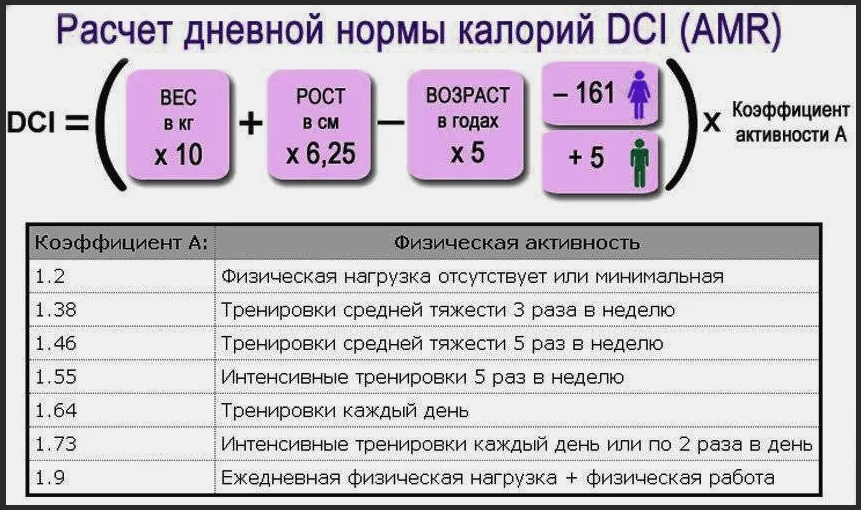 Расчет дневной нормы калорий DCI (AMR)
DCI = ( ВЕС в кг x 10 + РОСТ в см x 6,25 – ВОЗРАСТ в годах x 5 – 161 + 5 ) x Коэффициент активности А
Коэффициент А: Физическая активность
1.2 Физическая нагрузка отсутствует или минимальная
1.38 Тренировки средней тяжести 3 раза в неделю
1.46 Тренировки средней тяжести 5 раз в неделю
1.55 Интенсивные тренировки 5 раз в неделю
1.64 Тренировки каждый день
1.73 Интенсивные тренировки каждый день или по 2 раза в день
1.9 Ежедневная физическая нагрузка + физическая работа